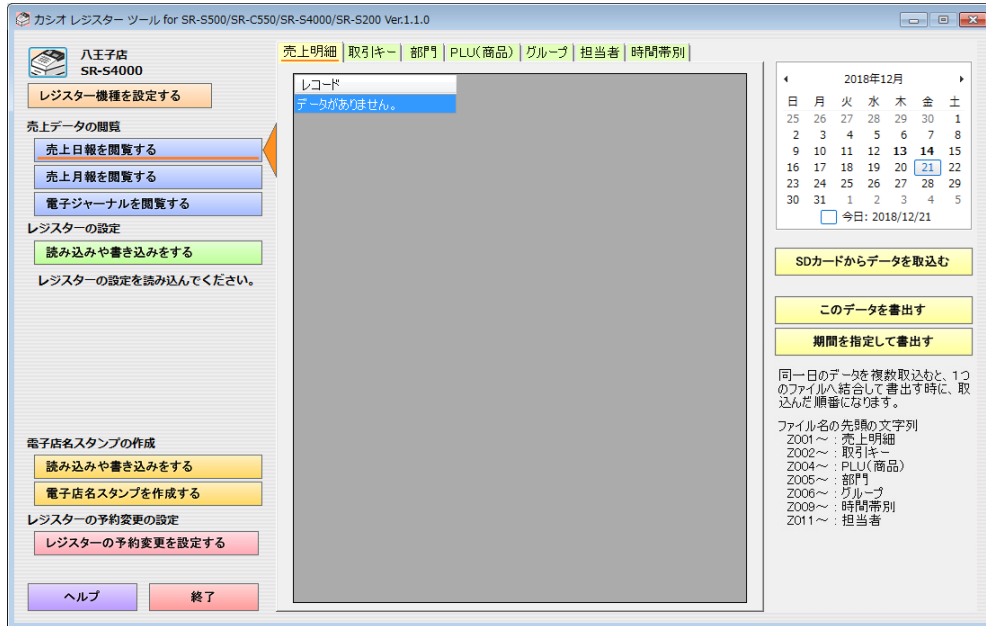 カシオ レジスター ツール for SR-S500/SR-C550/SR-S4000/SR-S200 Ver.1.1.0
八王子店
SR-S4000
レジスター機種を設定する
売上データの閲覧
売上日報を閲覧する
売上月報を閲覧する
電子ジャーナルを閲覧する
レジスターの設定
読み込みや書き込みをする
レジスターの設定を読み込んでください。
電子店名スタンプの作成
読み込みや書き込みをする
電子店名スタンプを作成する
レジスターの予約変更の設定
レジスターの予約変更を設定する
ヘルプ 終了
売上明細 取引キー 部門 PLU(商品) グループ 担当者 時間帯別
レコード
データがありません。
2018年12月
日 月 火 水 木 金 土
25 26 27 28 29 30 1
2 3 4 5 6 7 8
9 10 11 12 13 14 15
16 17 18 19 20 21 22
23 24 25 26 27 28 29
30 31 1 2 3 4 5
今日: 2018/12/21
SDカードからデータを取込む
このデータを書出す
期間を指定して書出す
同一日のデータを複数取込むと、1つ
のファイルへ結合して書出す時に、取
込んだ順番になります。
ファイル名の先頭の文字列
Z001～ : 売上明細
Z002～ : 取引キー
Z004～ : PLU(商品)
Z005～ : 部門
Z006～ : グループ
Z009～ : 時間帯別
Z011～ : 担当者